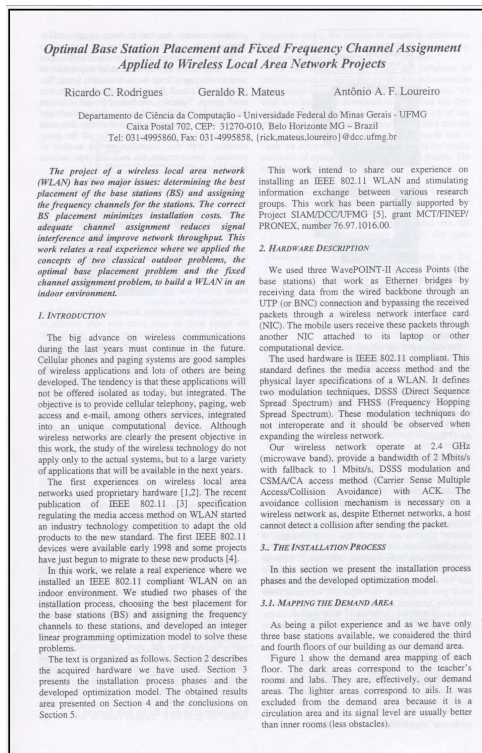 Optimal Base Station Placement and Fixed Frequency Channel Assignment
Applied to Wireless Local Area Network Projects
Ricardo C. Rodrigues Geraldo R. Mateus Antônio A. F. Loureiro
Departamento de Ciência da Computação - Universidade Federal do Minas Gerais - UFMG
Caixa Postal 702, CEP: 31270-010, Belo Horizonte MG – Brazil
Tel: 031-4995860, Fax: 031-4995858, {rick,mateus,loureiro}@dcc.ufmg.br
The project of a wireless local area network
(WLAN) has two major issues: determining the best
placement of the base stations (BS) and assigning
the frequency channels for the stations. The correct
BS placement minimizes installation costs. The
adequate channel assignment reduces signal
interference and improve network throughput. This
work relates a real experience where we applied the
concepts of two classical outdoor problems, the
optimal base placement problem and the fixed
channel assignment problem, to build a WLAN in an
indoor environment.
1. INTRODUCTION
The big advance on wireless communications
during the last years must continue in the future.
Cellular phones and paging systems are good samples
of wireless applications and lots of others are being
developed. The tendency is that these applications will
not be offered isolated as today, but integrated. The
objective is to provide cellular telephony, paging, web
access and e-mail, among others services, integrated
into an unique computational device. Although
wireless networks are clearly the present objective in
this work, the study of the wireless technology do not
apply only to the actual systems, but to a large variety
of applications that will be available in the next years.
The first experiences on wireless local area
networks used proprietary hardware [1,2]. The recent
publication of IEEE 802.11 [3] specification
regulating the media access method on WLAN started
an industry technology competition to adapt the old
products to the new standard. The first IEEE 802.11
devices were available early 1998 and some projects
have just begun to migrate to these new products [4].
In this work, we relate a real experience where we
installed an IEEE 802.11 compliant WLAN on an
indoor environment. We studied two phases of the
installation process, choosing the best placement for
the base stations (BS) and assigning the frequency
channels to these stations, and developed an integer
linear programming optimization model to solve these
problems.
The text is organized as follows. Section 2 describes
the acquired hardware we have used. Section 3
presents the installation process phases and the
developed optimization model. The obtained results
area presented on Section 4 and the conclusions on
Section 5.
This work intend to share our experience on
installing an IEEE 802.11 WLAN and stimulating
information exchange between various research
groups. This work has been partially supported by
Project SIAM/DCC/UFMG [5], grant MCT/FINEP/
PRONEX, number 76.97.1016.00.
2. HARDWARE DESCRIPTION
We used three WavePOINT-II Access Points (the
base stations) that work as Ethernet bridges by
receiving data from the wired backbone through an
UTP (or BNC) connection and bypassing the received
packets through a wireless network interface card
(NIC). The mobile users receive these packets through
another NIC attached to its laptop or other
computational device.
The used hardware is IEEE 802.11 compliant. This
standard defines the media access method and the
physical layer specifications of a WLAN. It defines
two modulation techniques, DSSS (Direct Sequence
Spread Spectrum) and FHSS (Frequency Hopping
Spread Spectrum). These modulation techniques do
not interoperate and it should be observed when
expanding the wireless network.
Our wireless network operate at 2.4 GHz
(microwave band), provide a bandwidth of 2 Mbits/s
with fallback to 1 Mbits/s, DSSS modulation and
CSMA/CA access method (Carrier Sense Multiple
Access/Collision Avoidance) with ACK. The
avoidance collision mechanism is necessary on a
wireless network as, despite Ethernet networks, a host
cannot detect a collision after sending the packet.
3.. THE INSTALLATION PROCESS
In this section we present the installation process
phases and the developed optimization model.
3.1. MAPPING THE DEMAND AREA
As being a pilot experience and as we have only
three base stations available, we considered the third
and fourth floors of our building as our demand area.
Figure 1 show the demand area mapping of each
floor. The dark areas correspond to the teacher's
rooms and labs. They are, effectively, our demand
areas. The lighter areas correspond to ails. It was
excluded from the demand area because it is a
circulation area and its signal level are usually better
than inner rooms (less obstacles).